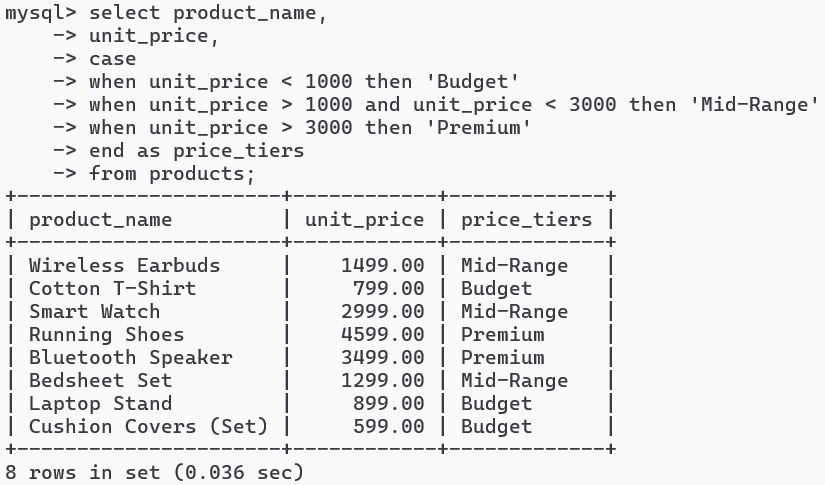 mysql> select product_name,
    -> unit_price,
    -> case
    -> when unit_price < 1000 then 'Budget'
    -> when unit_price > 1000 and unit_price < 3000 then 'Mid-Range'
    -> when unit_price > 3000 then 'Premium'
    -> end as price_tiers
    -> from products;
+----------------------+------------+-------------+
| product_name         | unit_price | price_tiers |
+----------------------+------------+-------------+
| Wireless Earbuds     |    1499.00 | Mid-Range   |
| Cotton T-Shirt       |     799.00 | Budget      |
| Smart Watch          |    2999.00 | Mid-Range   |
| Running Shoes        |    4599.00 | Premium     |
| Bluetooth Speaker    |    3499.00 | Premium     |
| Bedsheet Set         |    1299.00 | Mid-Range   |
| Laptop Stand         |     899.00 | Budget      |
| Cushion Covers (Set) |     599.00 | Budget      |
+----------------------+------------+-------------+
8 rows in set (0.036 sec)